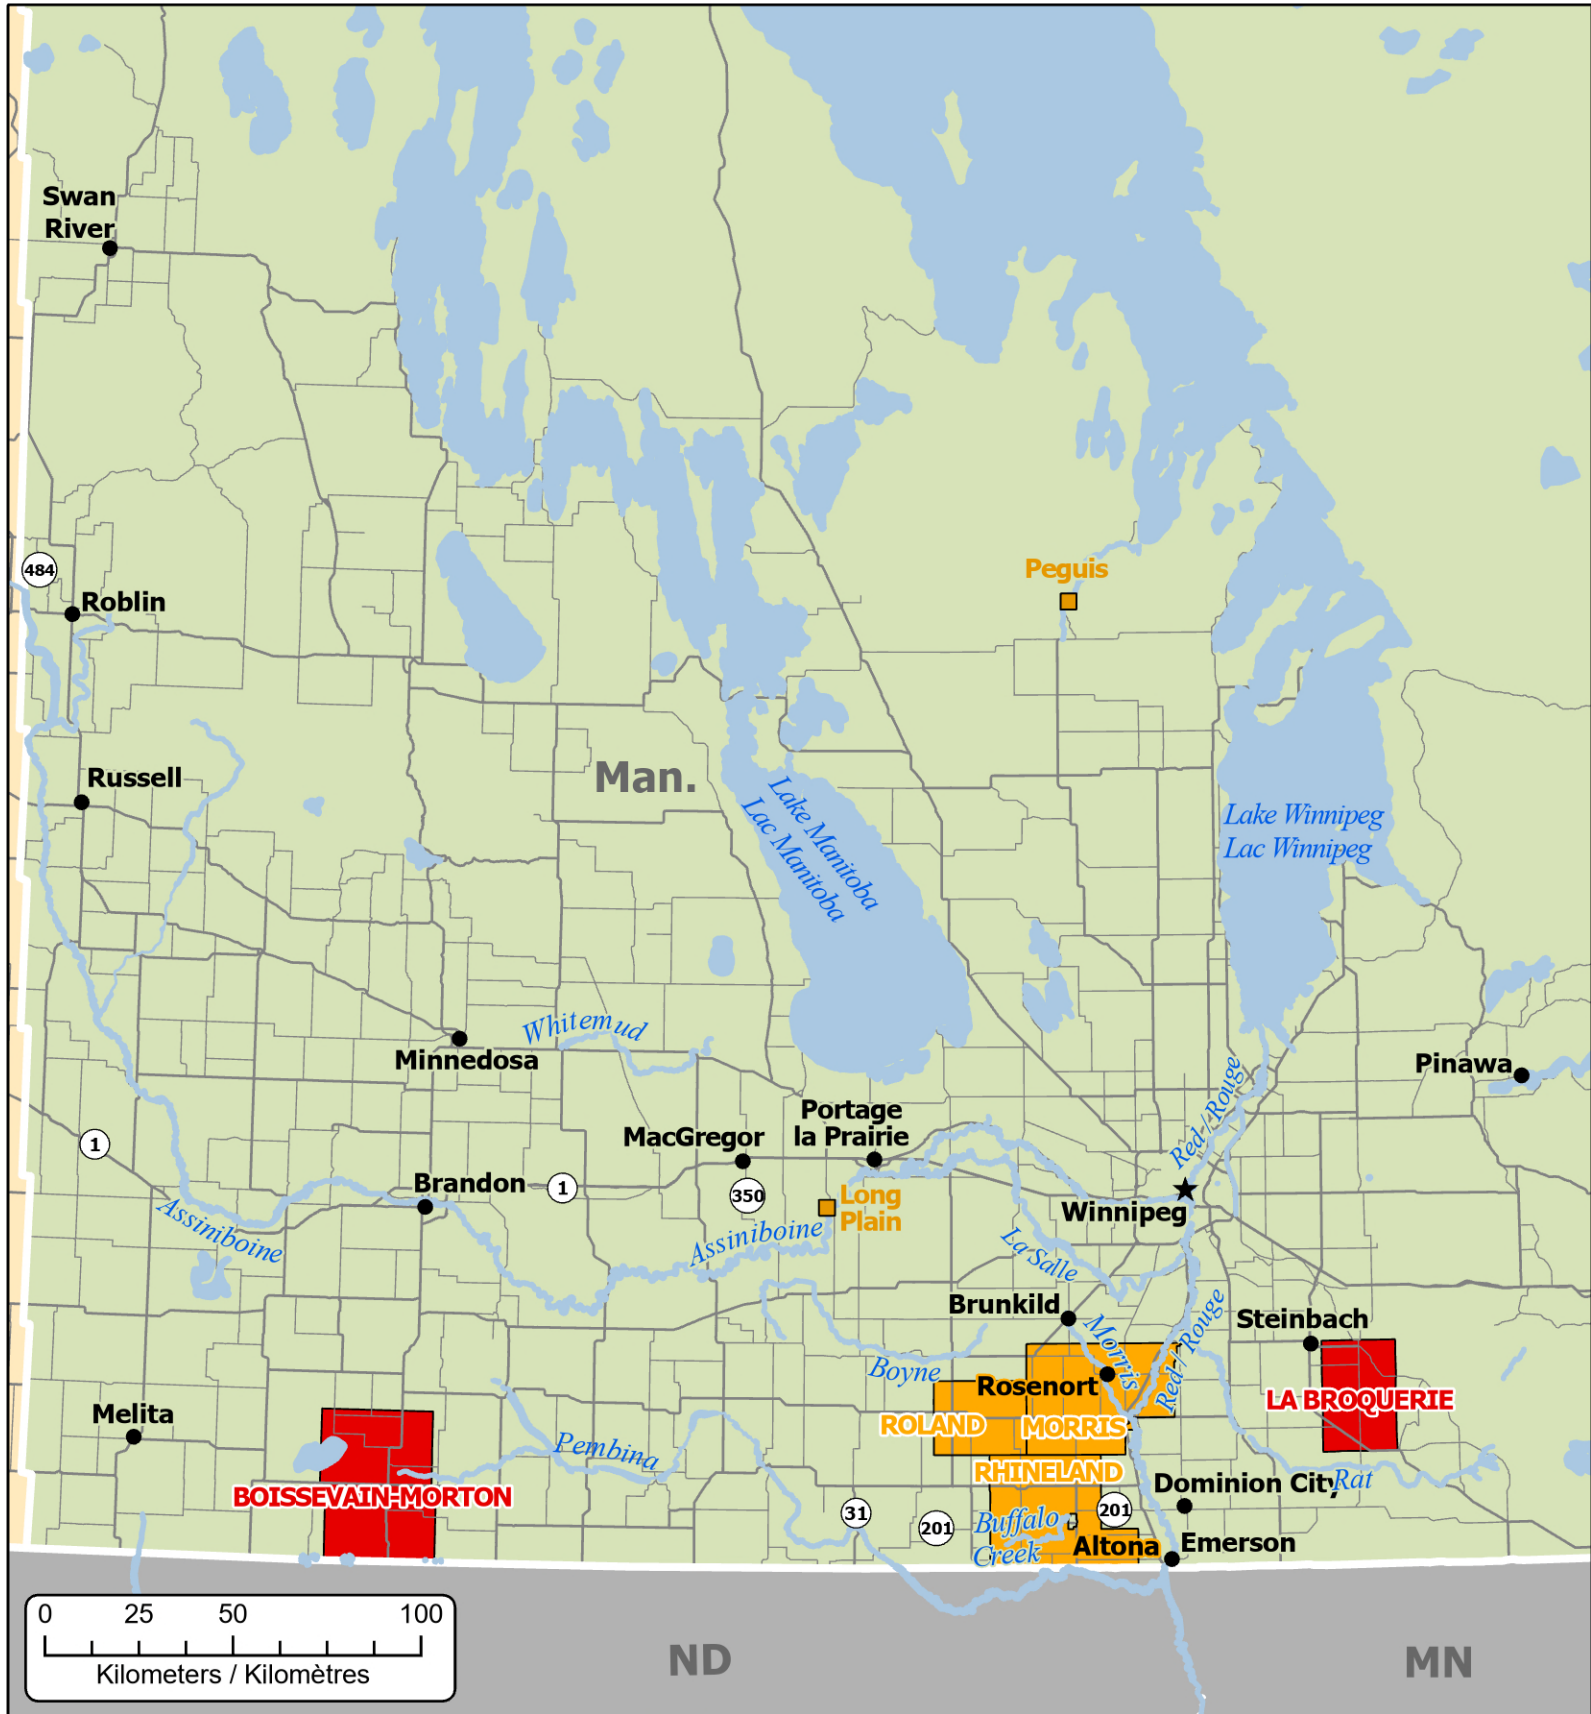 Swan
River
484
Roblin
Peguis
Russell
Man.
Lake Manitoba
Lac Manitoba
Lake Winnipeg
Lac Winnipeg
Whitemud
Minnedosa
Pinawa
Red / Rouge
Portage
la Prairie
MacGregor
1
Brandon
1
350
Long
Plain
Winnipeg
Assiniboine
Assiniboine
La Salle
Brunkild
Morris
Red / Rouge
Steinbach
Boyne
Rosenort
LA BROQUERIE
Melita
ROLAND
MORRIS
Pembina
RHINELAND
Dominion City
Rat
BOISSEVAIN-MORTON
31
201
Buffalo
Creek
201
Altona
Emerson
0 25 50 100
Kilometers / Kilomètres
ND
MN